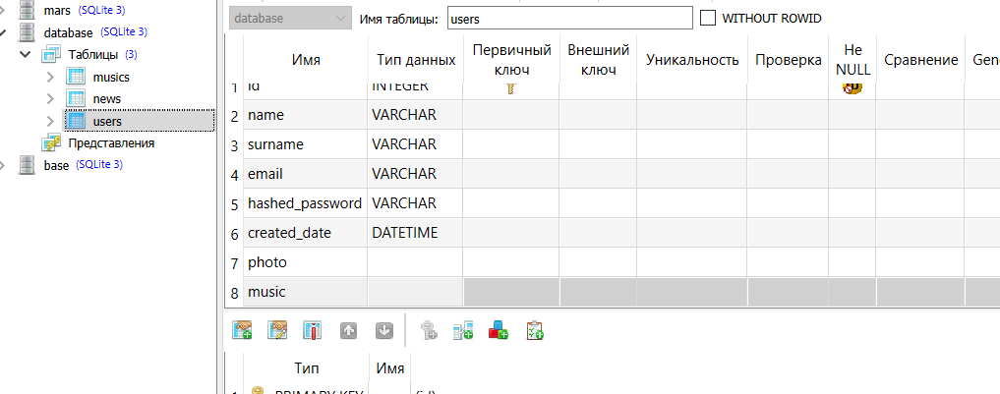 mars (SQLite 3)
database (SQLite 3)
Таблицы (3)
musics
news
users
Представления
base (SQLite 3)
database Имя таблицы: users WITHOUT ROWID
Имя Тип данных Первичный ключ Внешний ключ Уникальность Проверка Не NULL Сравнение Gene
1 id INTEGER
2 name VARCHAR
3 surname VARCHAR
4 email VARCHAR
5 hashed_password VARCHAR
6 created_date DATETIME
7 photo
8 music
Тип Имя
1 PRIMARY KEY (id)